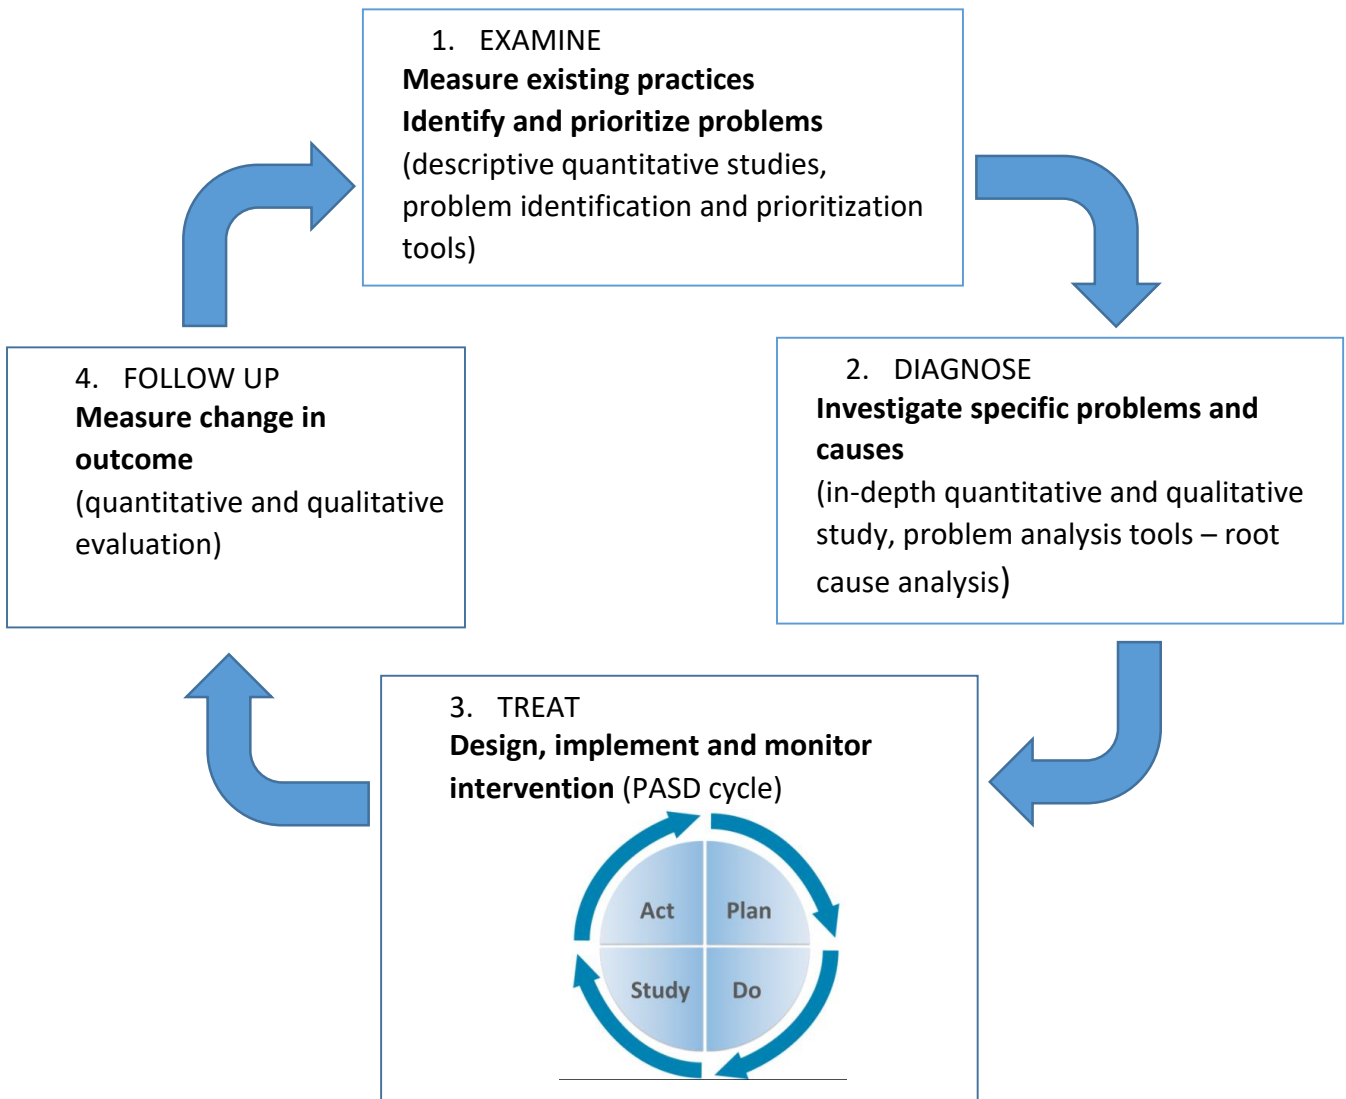 1. EXAMINE
Measure existing practices
Identify and prioritize problems
(descriptive quantitative studies,
problem identification and prioritization
tools)
2. DIAGNOSE
Investigate specific problems and
causes
(in-depth quantitative and qualitative
study, problem analysis tools – root
cause analysis)
3. TREAT
Design, implement and monitor
intervention (PASD cycle)
Act
Plan
Study
Do
4. FOLLOW UP
Measure change in
outcome
(quantitative and qualitative
evaluation)